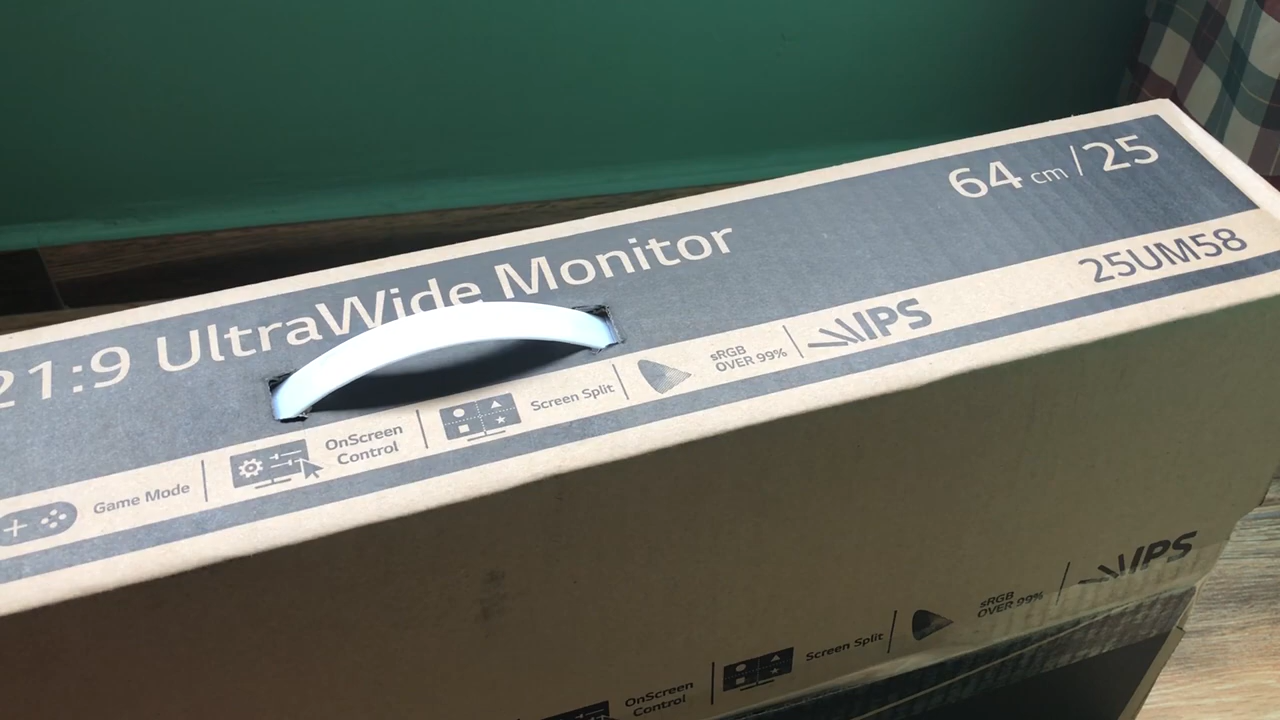 21:9 UltraWide Monitor
64 cm / 25
25UM58
Game Mode
OnScreen
Control
Screen Split
sRGB
OVER 99%
IPS
OnScreen
Control
Screen Split
sRGB
OVER 99%
IPS